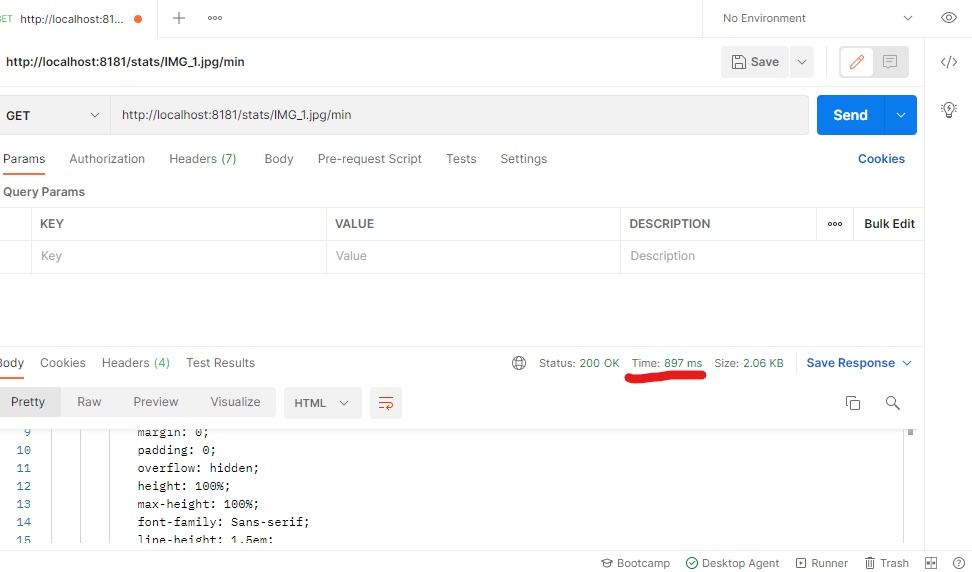 GET http://localhost:81...
No Environment
http://localhost:8181/stats/IMG_1.jpg/min
Save
GET
http://localhost:8181/stats/IMG_1.jpg/min
Send
Params Authorization Headers (7) Body Pre-request Script Tests Settings Cookies
Query Params
KEY VALUE DESCRIPTION Bulk Edit
Key Value Description
Body Cookies Headers (4) Test Results Status: 200 OK Time: 897 ms Size: 2.06 KB Save Response
Pretty Raw Preview Visualize HTML
9 margin: 0;
10 padding: 0;
11 overflow: hidden;
12 height: 100%;
13 max-height: 100%;
14 font-family: Sans-serif;
15 line-height: 1.5em;
Bootcamp Desktop Agent Runner Trash